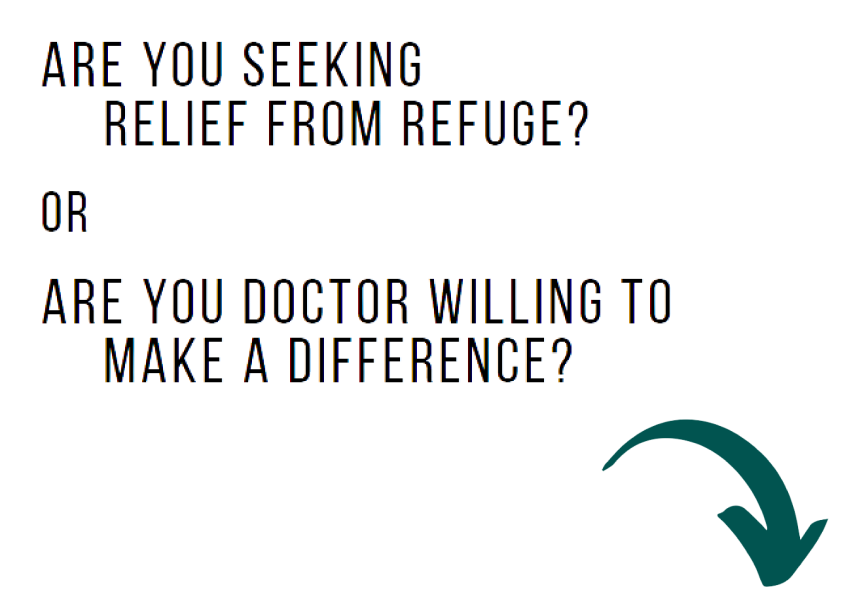 ARE YOU SEEKING
RELIEF FROM REFUGE?
OR
ARE YOU DOCTOR WILLING TO
MAKE A DIFFERENCE?